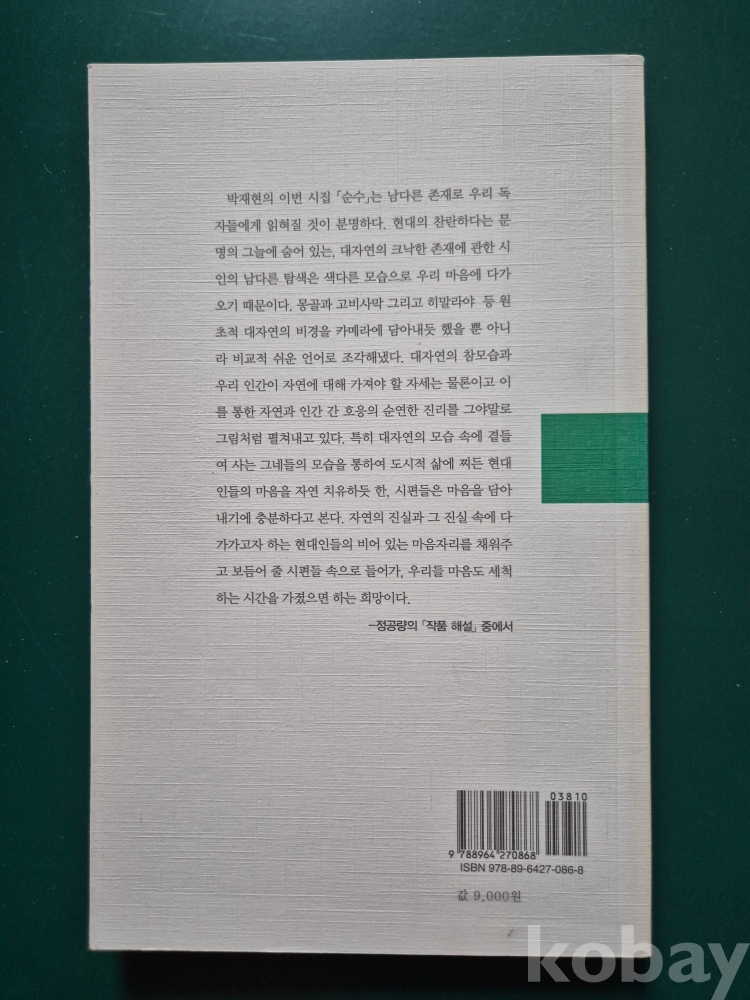 박재현의 이번 시집 「순수」는 남다른 존재로 우리 독
자들에게 읽혀질 것이 분명하다. 현대의 찬란하다는 문
명의 그늘에 숨어 있는, 대자연의 크낙한 존재에 관한 시
인의 남다른 탐색은 색다른 모습으로 우리 마음에 다가
오기 때문이다. 몽골과 고비사막 그리고 히말라야 등 원
초적 대자연의 비경을 카메라에 담아내듯 했을 뿐 아니
라 비교적 쉬운 언어로 조각해냈다. 대자연의 참모습과
우리 인간이 자연에 대해 가져야 할 자세는 물론이고 이
를 통한 자연과 인간 간 호응의 순연한 진리를 그야말로
그림처럼 펼쳐내고 있다. 특히 대자연의 모습 속에 곁들
여 사는 그네들의 모습을 통하여 도시적 삶에 찌든 현대
인들의 마음을 자연 치유하듯 한, 시편들은 마음을 담아
내기에 충분하다고 본다. 자연의 진실과 그 진실 속에 다
가가고자 하는 현대인들의 비어 있는 마음자리를 채워주
고 보듬어 줄 시편들 속으로 들어가, 우리들 마음도 세척
하는 시간을 가졌으면 하는 희망이다.
–정공량의 「작품 해설」 중에서
03810
9 788964 270868
ISBN 978-89-6427-086-8
값 9,000원
kobay